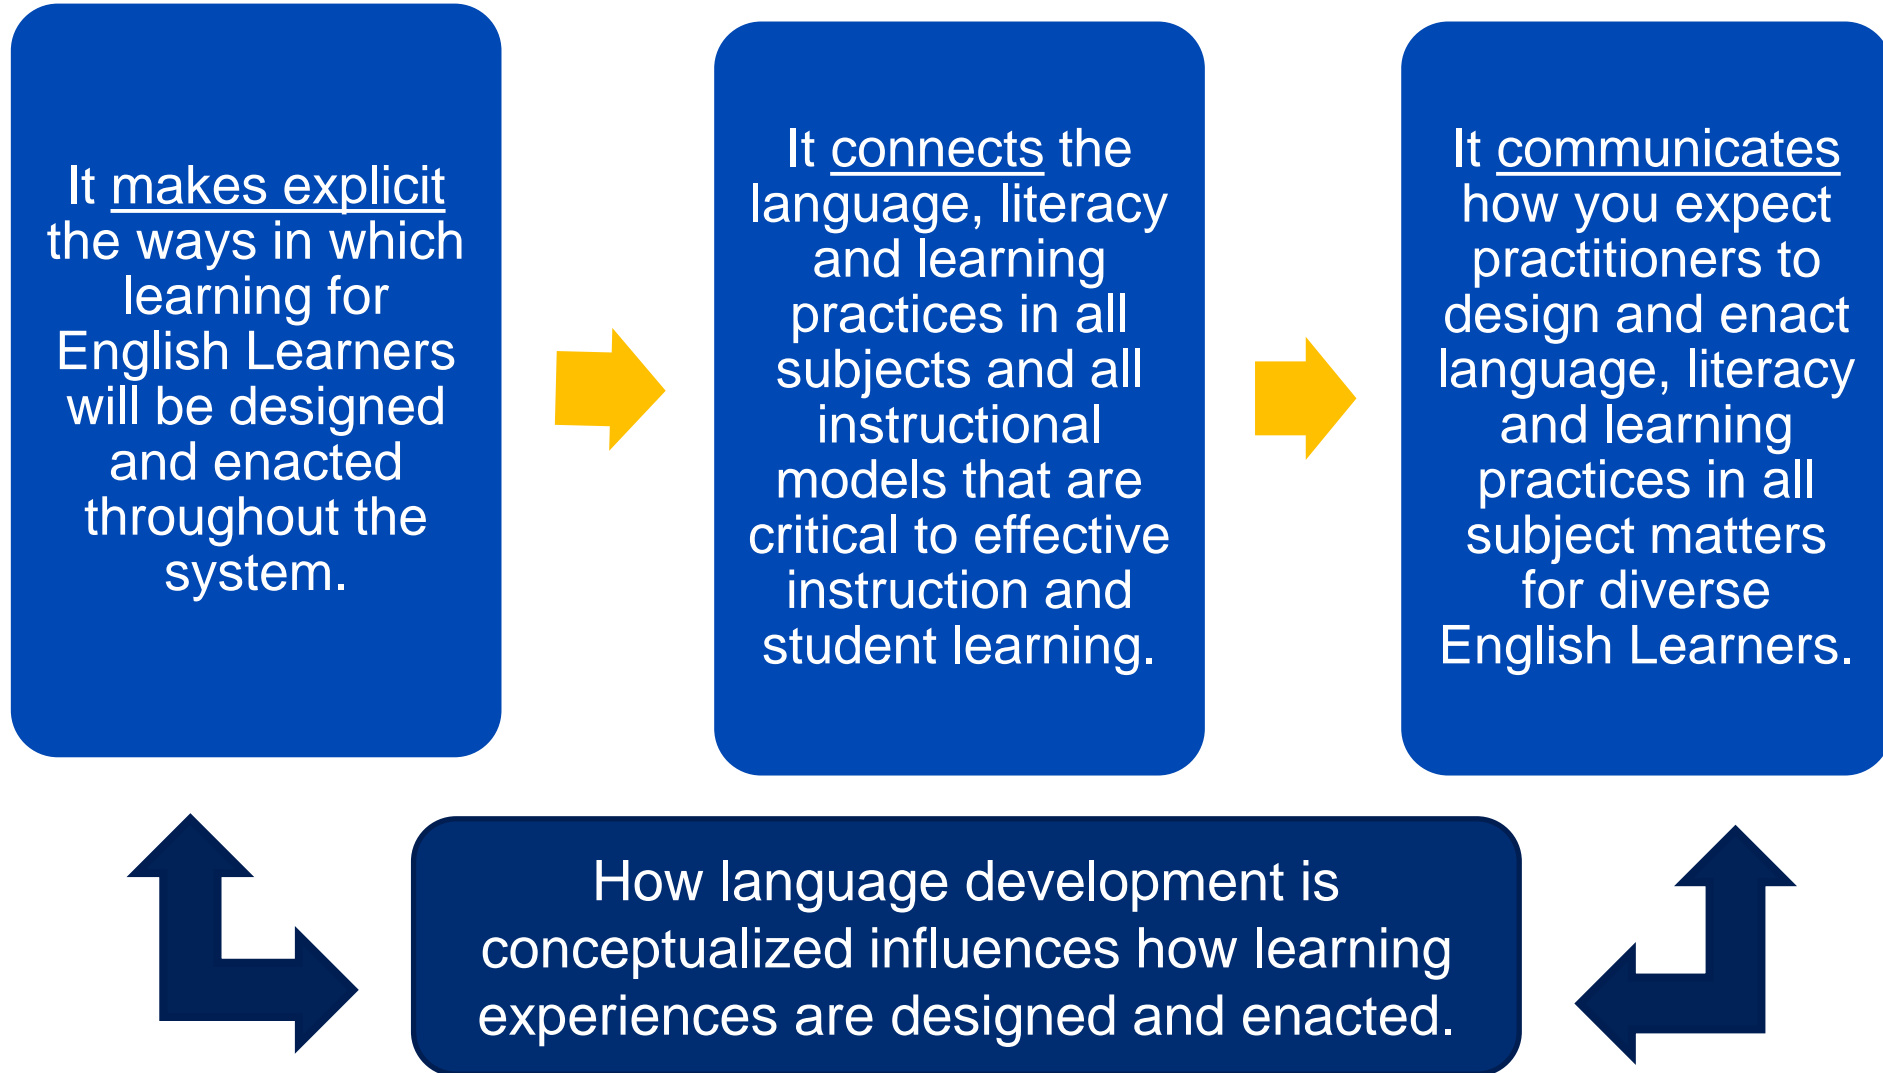 It makes explicit
the ways in which
learning for
English Learners
will be designed
and enacted
throughout the
system.
It connects the
language, literacy
and learning
practices in all
subjects and all
instructional
models that are
critical to effective
instruction and
student learning.
It communicates
how you expect
practitioners to
design and enact
language, literacy
and learning
practices in all
subject matters
for diverse
English Learners.
How language development is
conceptualized influences how learning
experiences are designed and enacted.